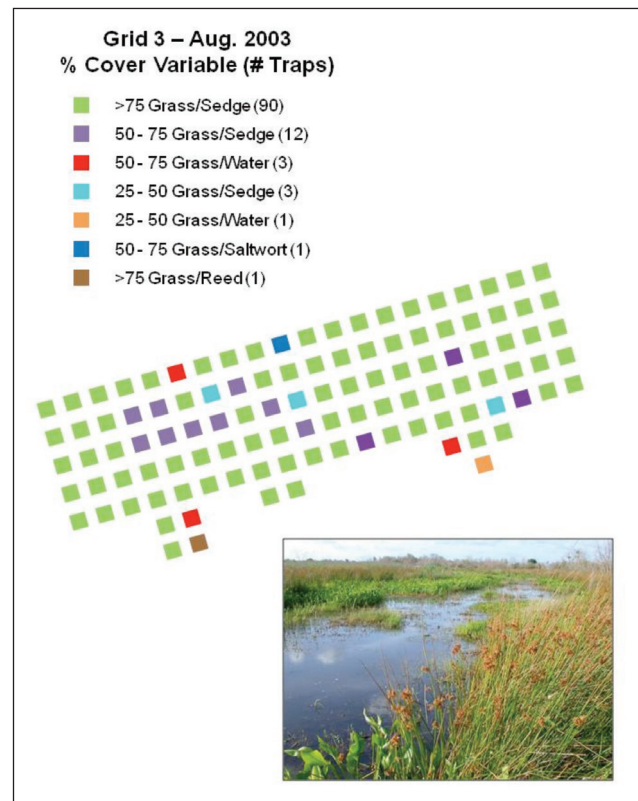 Grid 3 – Aug. 2003
% Cover Variable (# Traps)
>75 Grass/Sedge (90)
50 - 75 Grass/Sedge (12)
50 - 75 Grass/Water (3)
25 - 50 Grass/Sedge (3)
25 - 50 Grass/Water (1)
50 - 75 Grass/Saltwort (1)
>75 Grass/Reed (1)